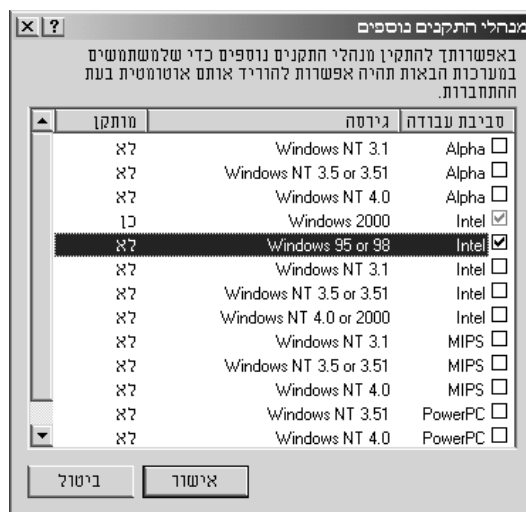 מנהלי התקנים נוספים
באפשרותך להתקין מנהלי התקנים נוספים כדי שלמשתמשים
במערכות הבאות תהיה אפשרות להוריד אותם אוטומטית בעת
ההתחברות.
סביבת עבודה גירסה מותקן
Alpha Windows NT 3.1 לא
Alpha Windows NT 3.5 or 3.51 לא
Alpha Windows NT 4.0 לא
Intel Windows 2000 כן
Intel Windows 95 or 98 לא
Intel Windows NT 3.1 לא
Intel Windows NT 3.5 or 3.51 לא
Intel Windows NT 4.0 or 2000 לא
MIPS Windows NT 3.1 לא
MIPS Windows NT 3.5 or 3.51 לא
MIPS Windows NT 4.0 לא
PowerPC Windows NT 3.51 לא
PowerPC Windows NT 4.0 לא
אישור ביטול